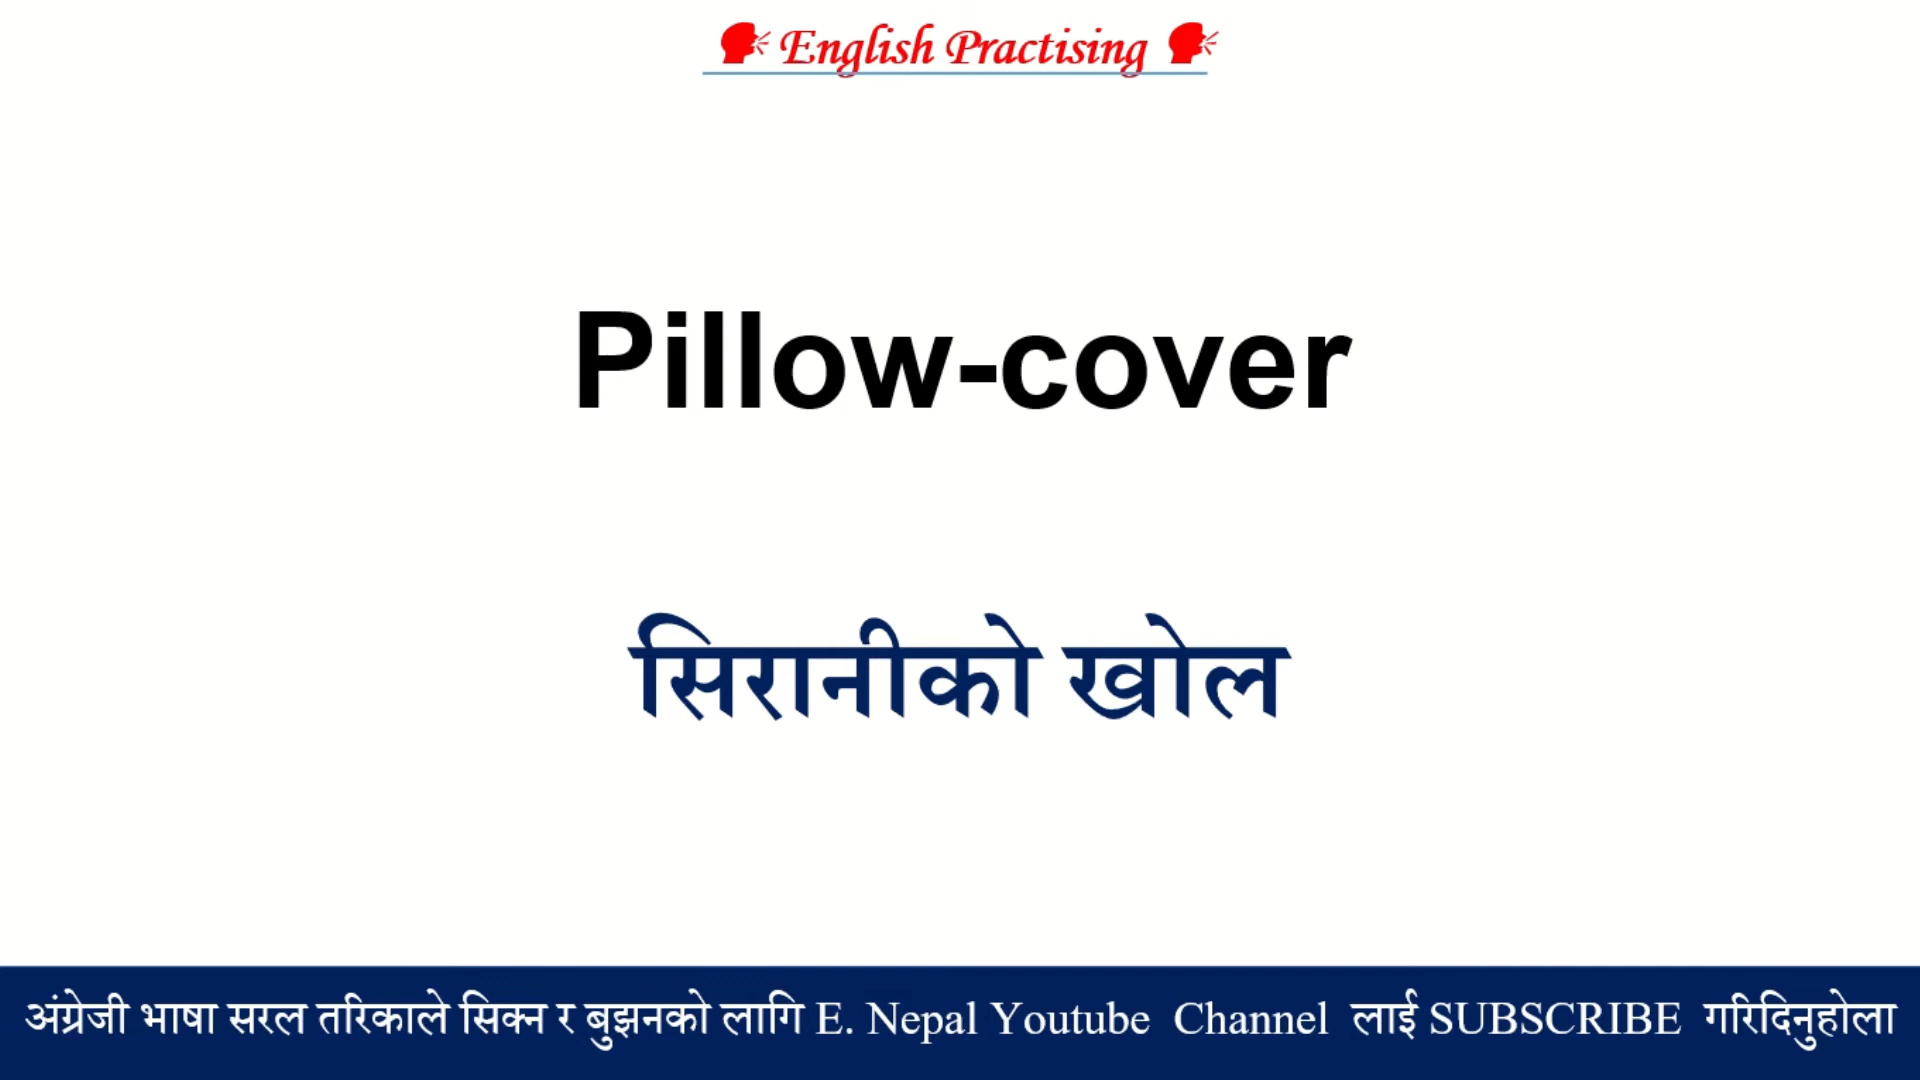 English Practising
Pillow-cover
सिरानीको खोल
अंग्रेजी भाषा सरल तरिकाले सिक्न र बुझनको लागि E. Nepal Youtube Channel लाई SUBSCRIBE गरिदिनुहोला